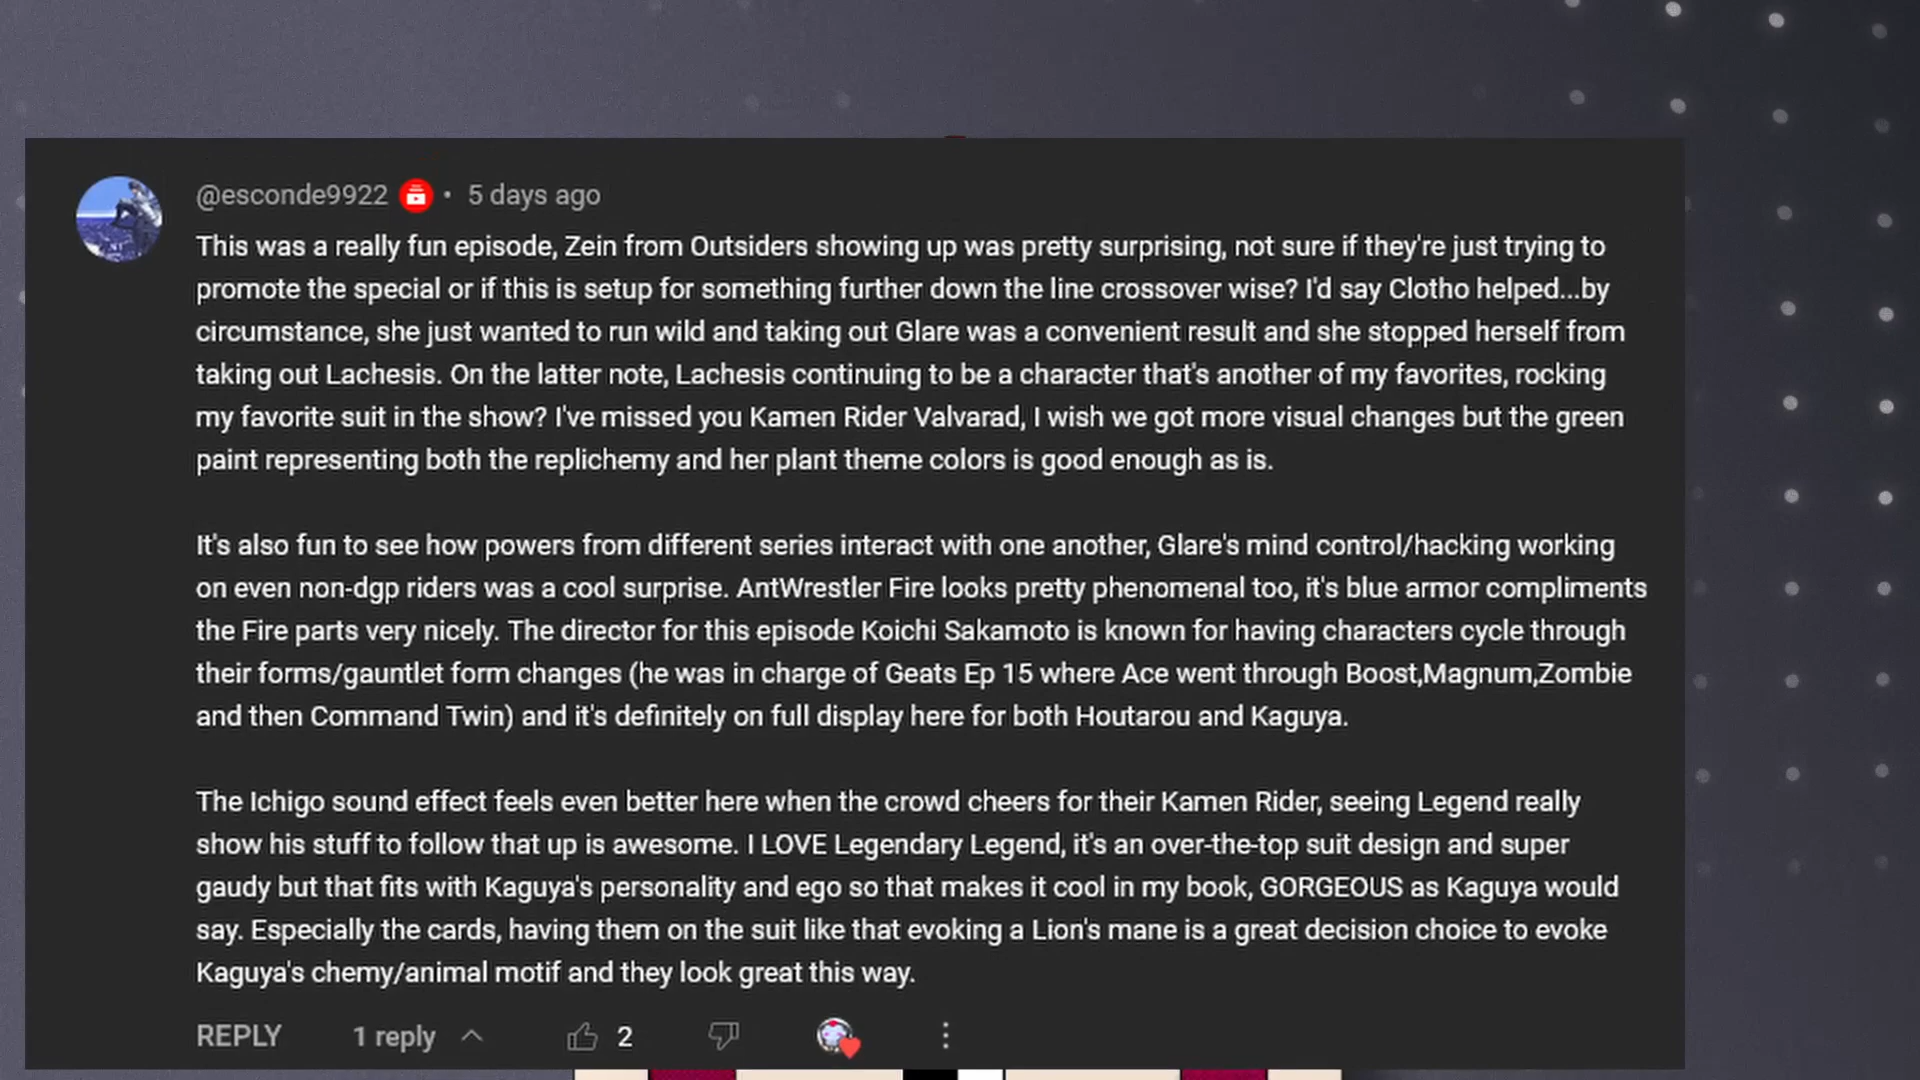 @esconde9922 • 5 days ago
This was a really fun episode, Zein from Outsiders showing up was pretty surprising, not sure if they're just trying to
promote the special or if this is setup for something further down the line crossover wise? I'd say Clotho helped...by
circumstance, she just wanted to run wild and taking out Glare was a convenient result and she stopped herself from
taking out Lachesis. On the latter note, Lachesis continuing to be a character that's another of my favorites, rocking
my favorite suit in the show? I've missed you Kamen Rider Valvarad, I wish we got more visual changes but the green
paint representing both the replichemy and her plant theme colors is good enough as is.
It's also fun to see how powers from different series interact with one another, Glare's mind control/hacking working
on even non-dgp riders was a cool surprise. AntWrestler Fire looks pretty phenomenal too, it's blue armor compliments
the Fire parts very nicely. The director for this episode Koichi Sakamoto is known for having characters cycle through
their forms/gauntlet form changes (he was in charge of Geats Ep 15 where Ace went through Boost,Magnum,Zombie
and then Command Twin) and it's definitely on full display here for both Houtarou and Kaguya.
The Ichigo sound effect feels even better here when the crowd cheers for their Kamen Rider, seeing Legend really
show his stuff to follow that up is awesome. I LOVE Legendary Legend, it's an over-the-top suit design and super
gaudy but that fits with Kaguya's personality and ego so that makes it cool in my book, GORGEOUS as Kaguya would
say. Especially the cards, having them on the suit like that evoking a Lion's mane is a great decision choice to evoke
Kaguya's chemy/animal motif and they look great this way.
REPLY 1 reply 2